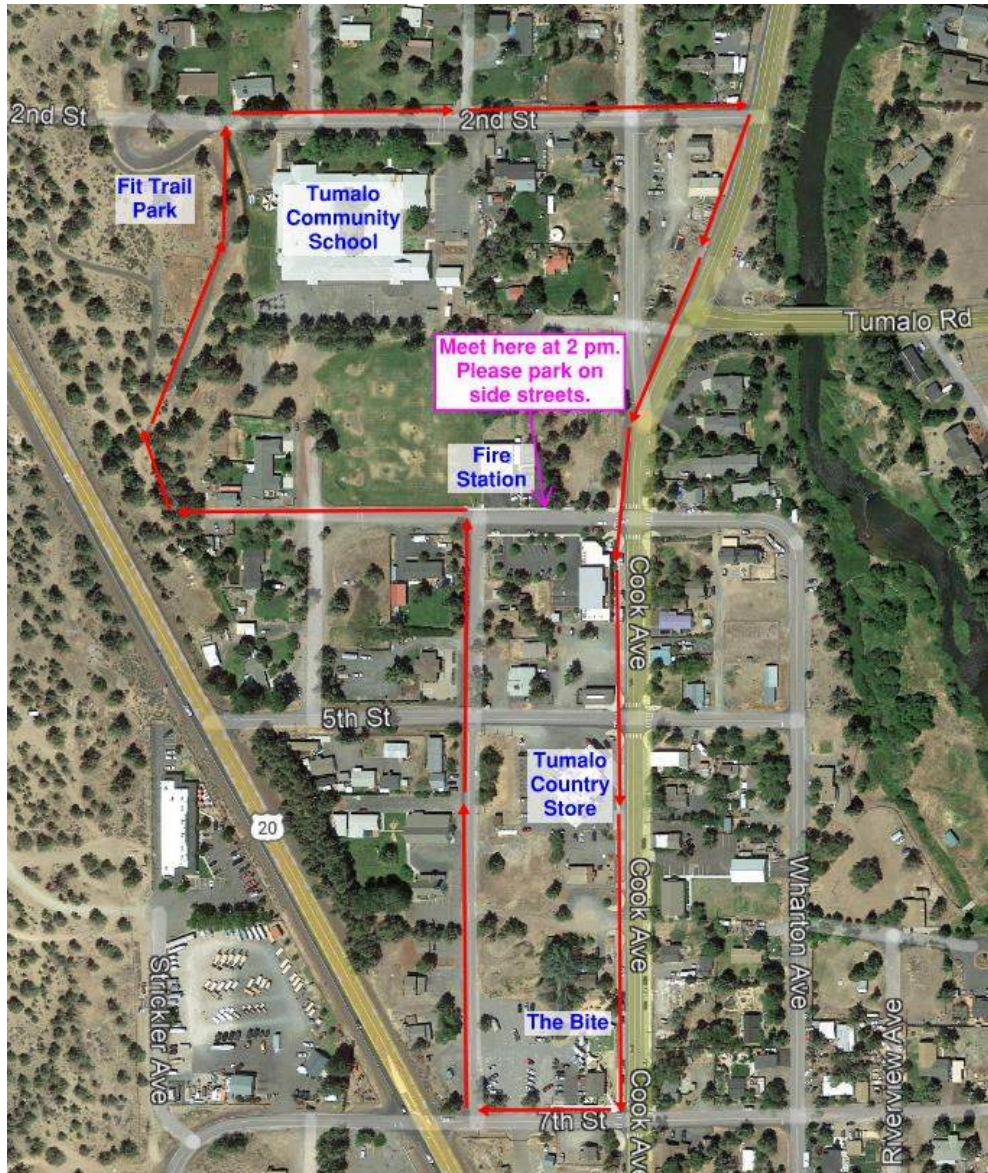 2nd St
2nd St
Fit Trail
Park
Tumalo
Community
School
Tumalo Rd
Meet here at 2 pm.
Please park on
side streets.
Fire
Station
Cook Ave
5th St
Tumalo
Country
Store
20
Cook Ave
Wharton Ave
Strickler Ave
The Bite
Riverview Ave
Cook Ave
7th St